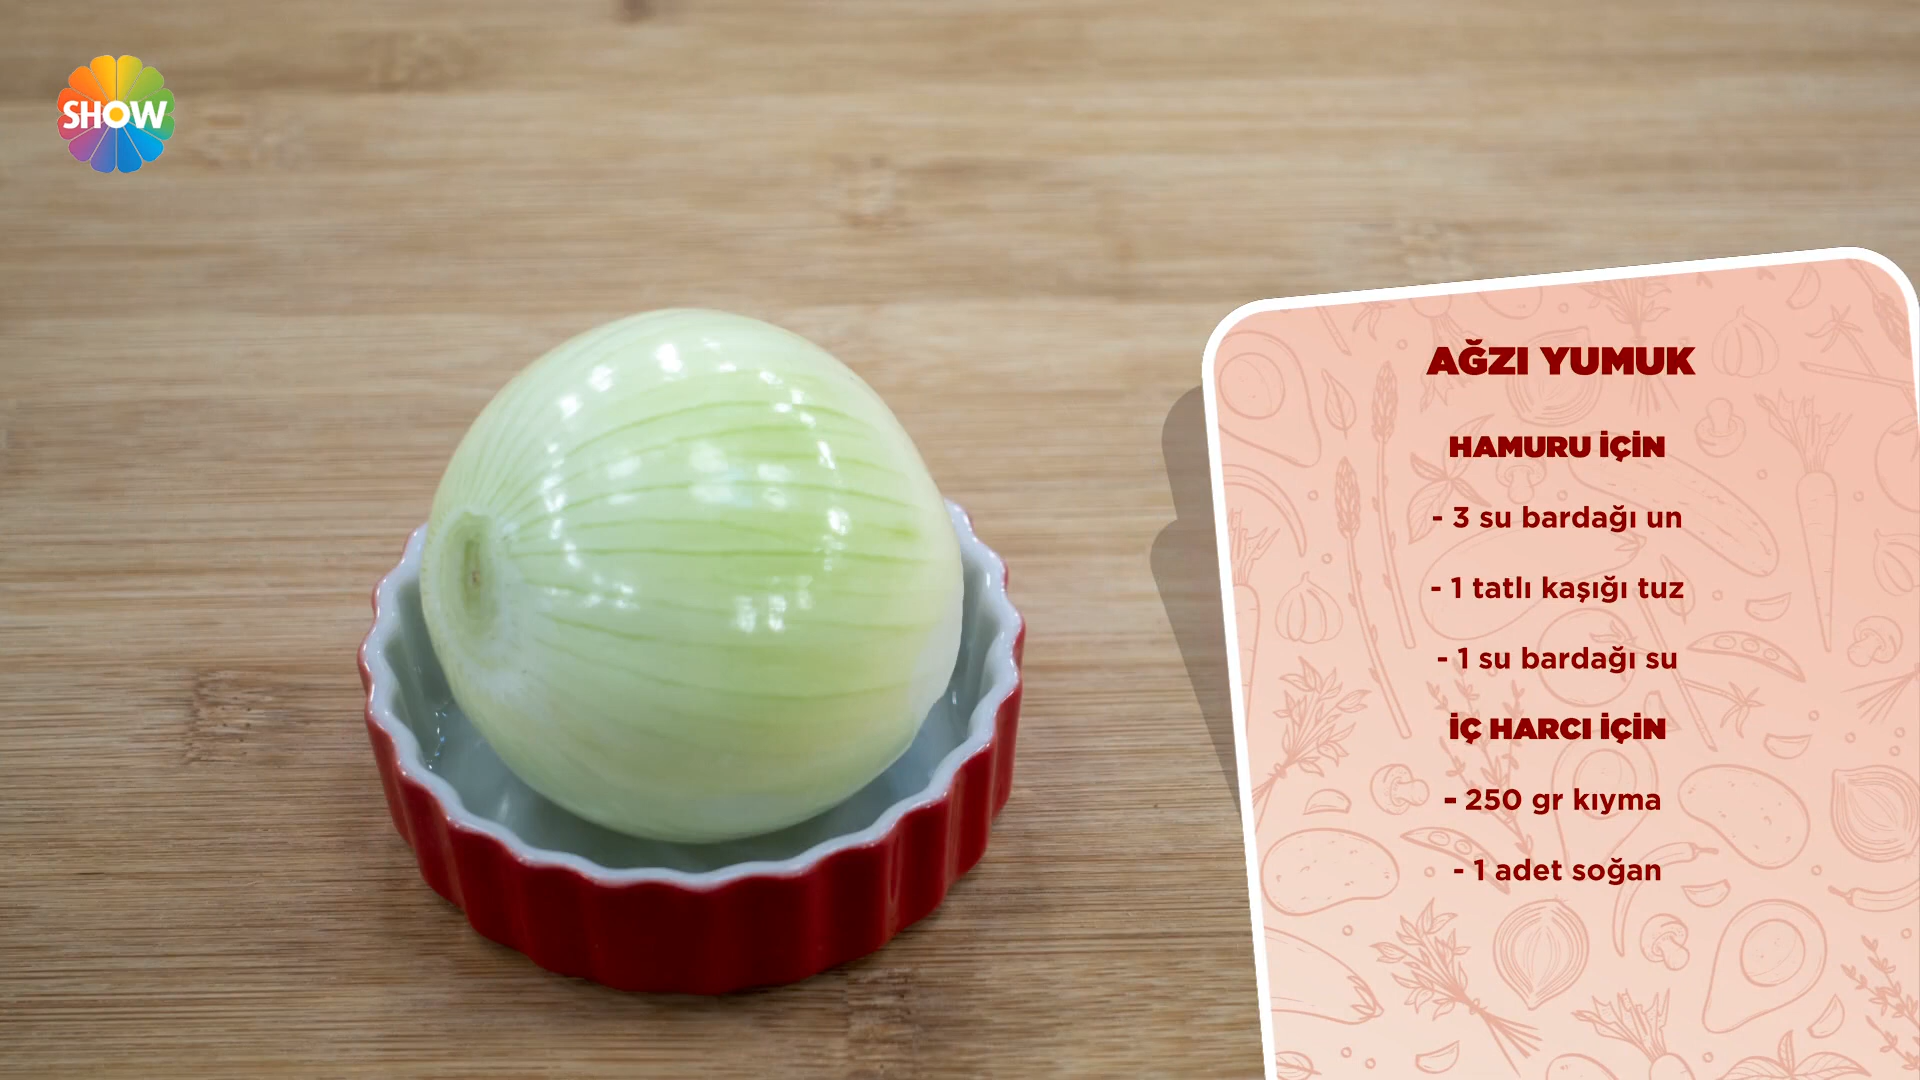 SHOW
AĞZI YUMUK
HAMURU İÇİN
- 3 su bardağı un
- 1 tatlı kaşığı tuz
- 1 su bardağı su
İÇ HARCI İÇİN
- 250 gr kıyma
- 1 adet soğan